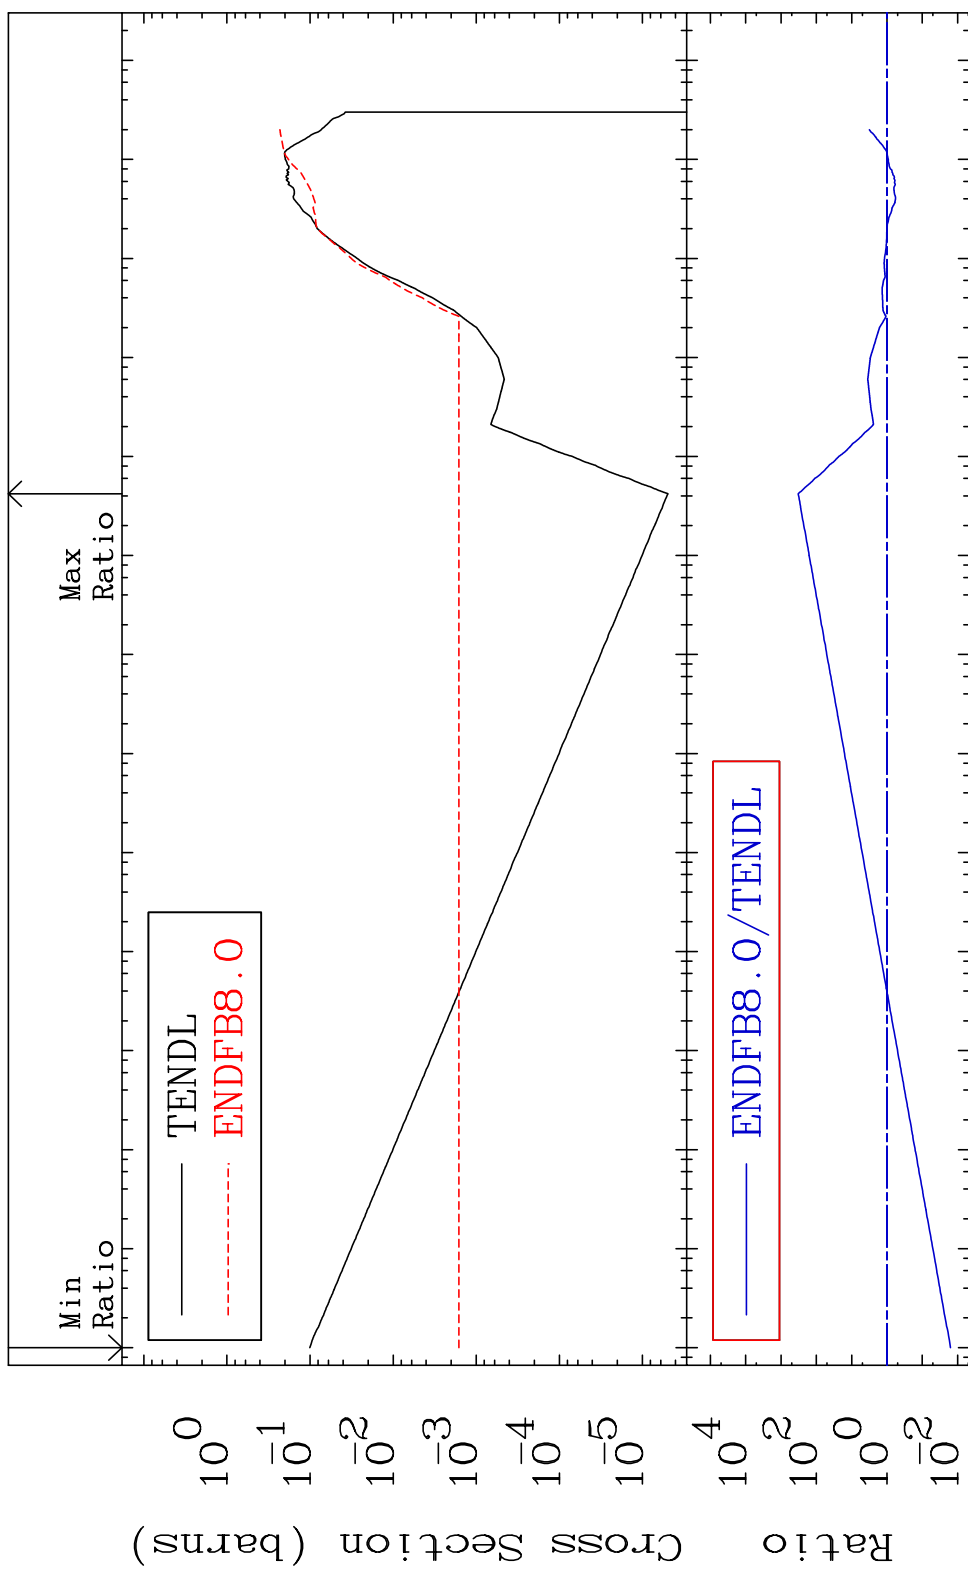 Min
Ratio
Max
Ratio
TENDL
ENDFB8.0
10^0
10^-1
10^-2
10^-3
10^-4
10^-5
Cross Section (barns)
ENDFB8.0/TENDL
10^4
10^2
10^0
10^-2
Ratio